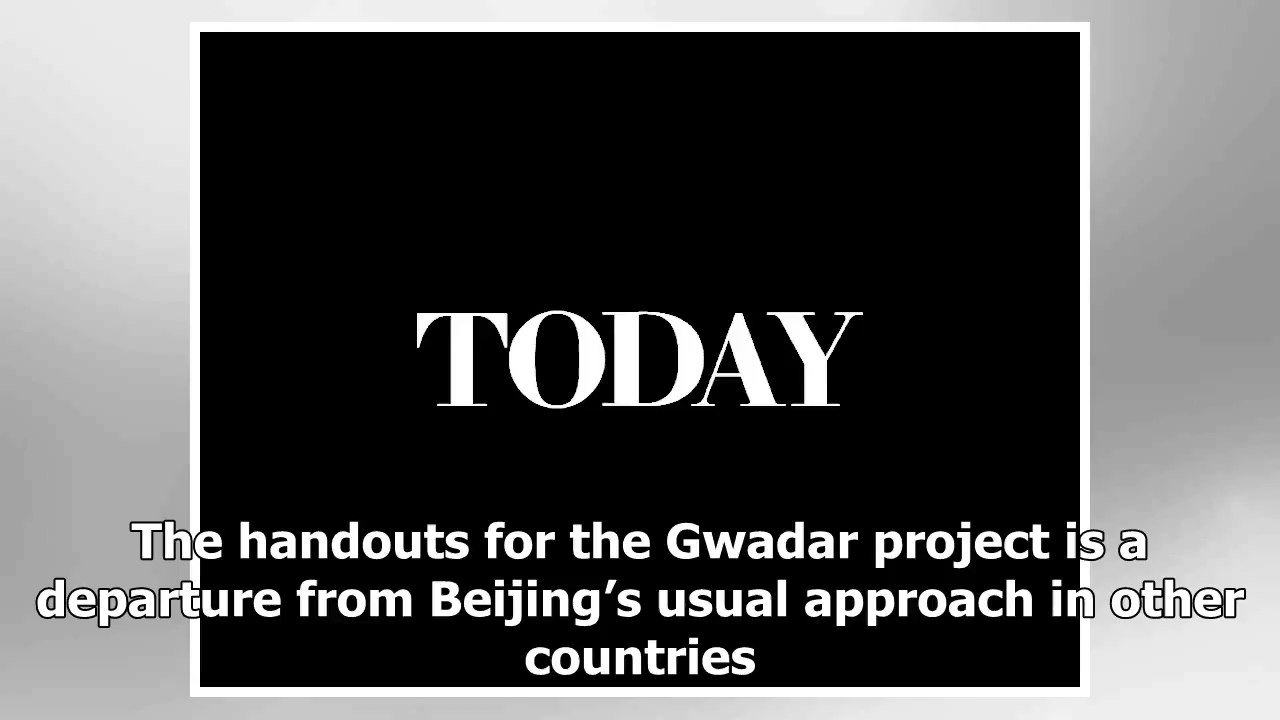 TODAY
The handouts for the Gwadar project is a
departure from Beijing’s usual approach in other
countries